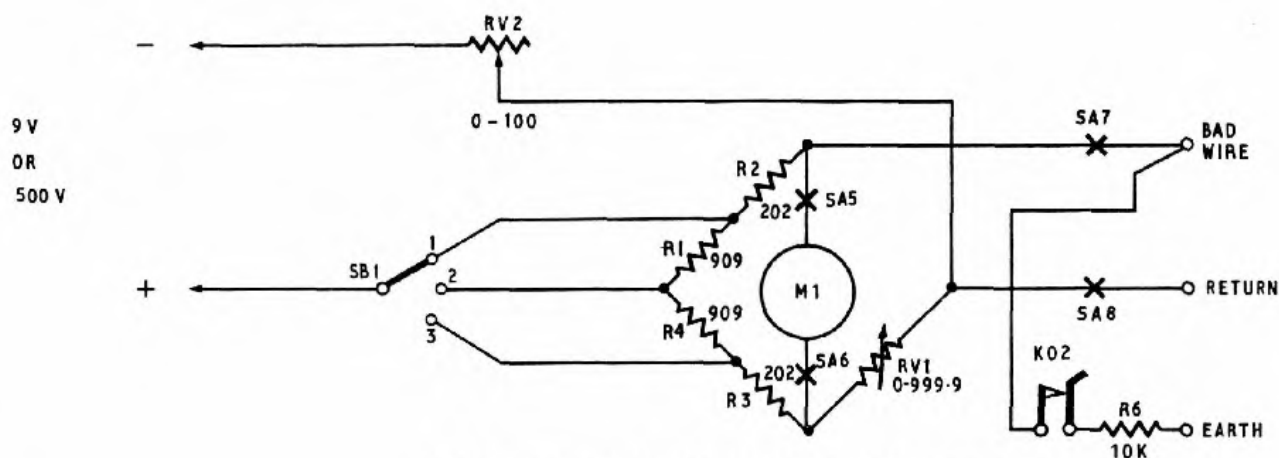 RV2
−
0-100
9 V
OR
500 V
SA7
BAD
WIRE
R2
202
SA5
R1
909
1
SB1
2
+
M1
RETURN
SA8
909
R4
3
SA6
202
R3
RV1
0-999·9
KO2
R6
10K
EARTH